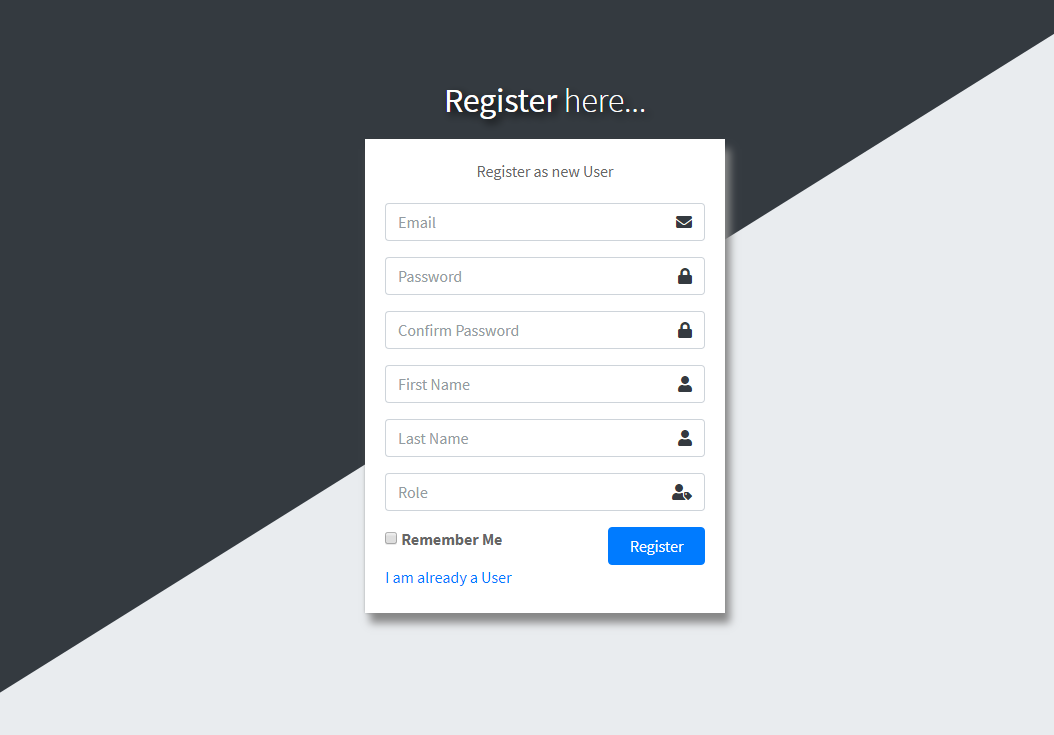 Register here...
Register as new User
Email
Password
Confirm Password
First Name
Last Name
Role
Remember Me
Register
I am already a User